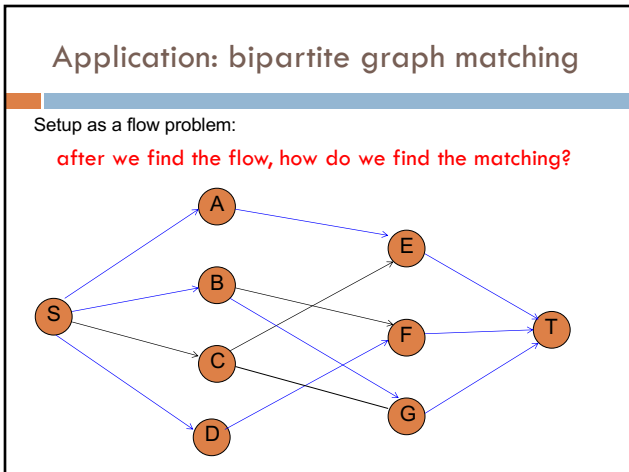 Application: bipartite graph matching
Setup as a flow problem:
after we find the flow, how do we find the matching?
A
E
B
S
F
T
C
G
D